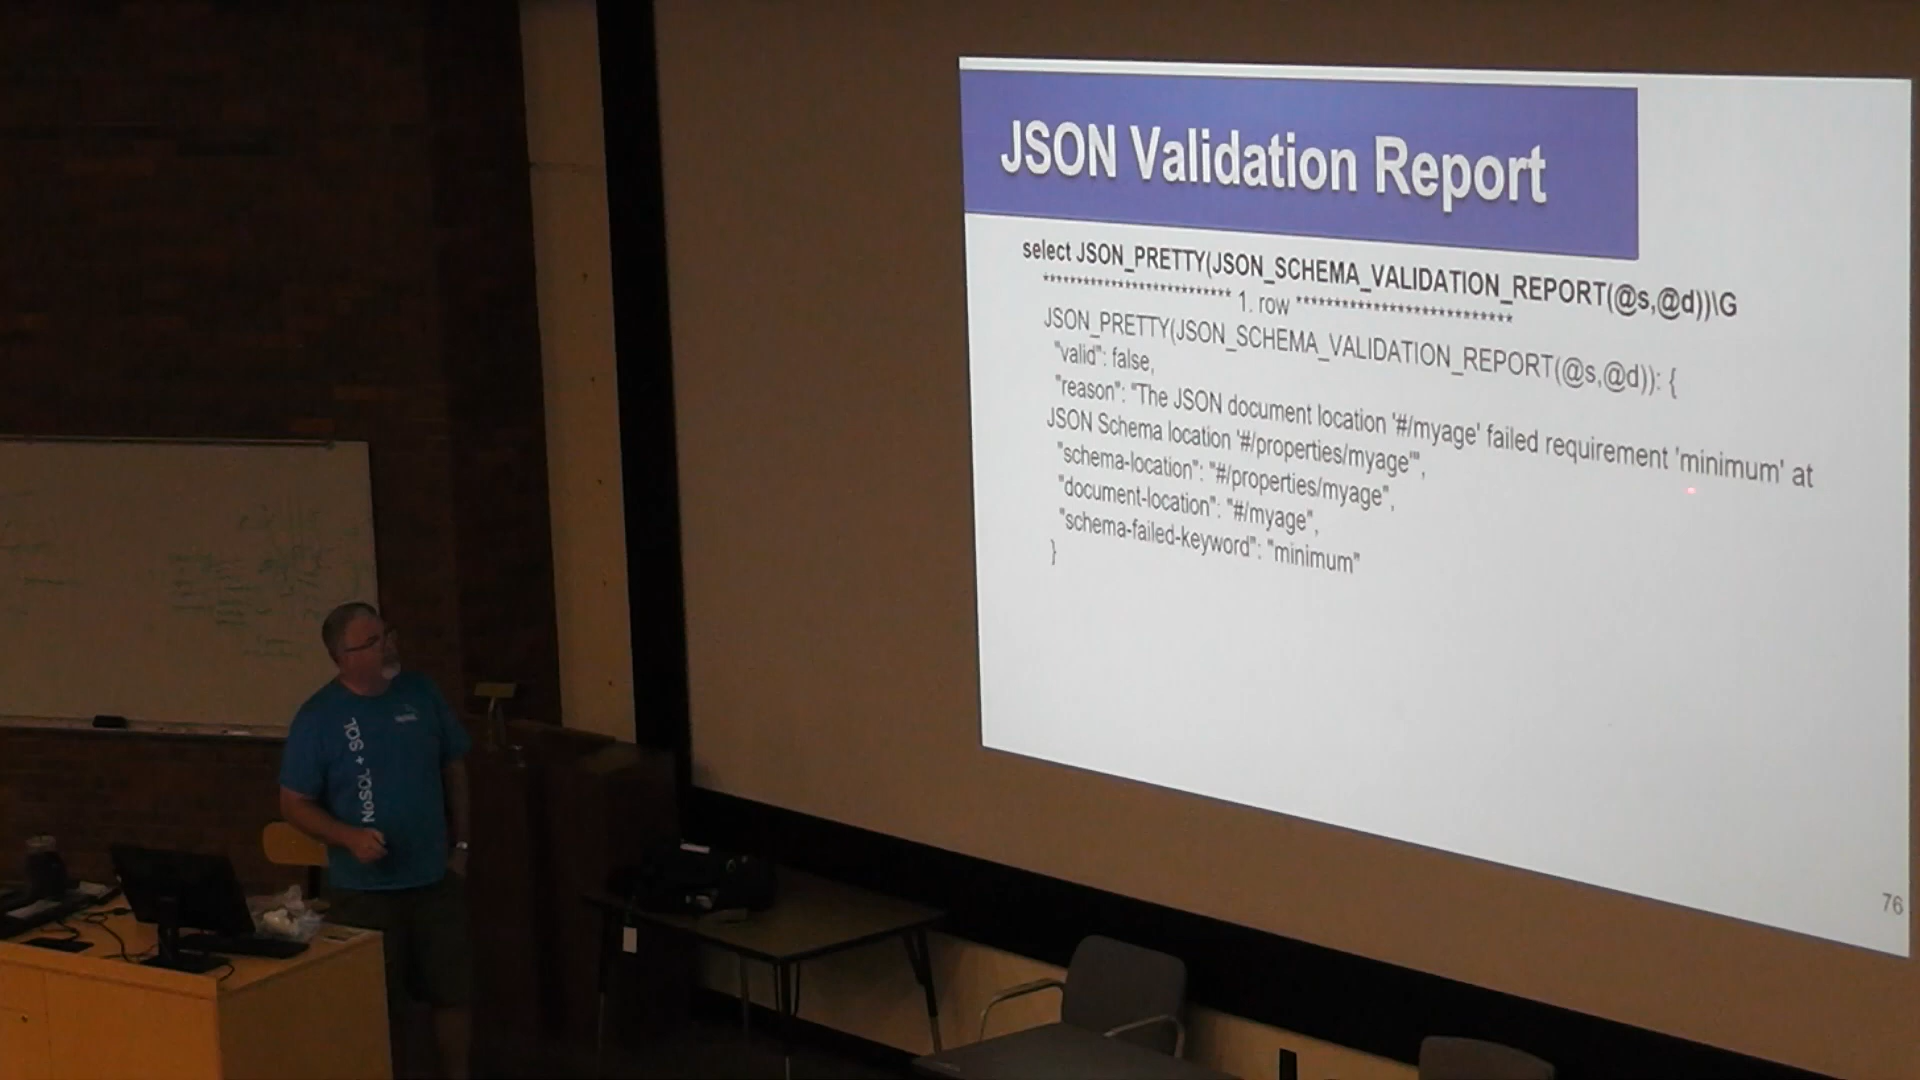 JSON Validation Report
select JSON_PRETTY(JSON_SCHEMA_VALIDATION_REPORT(@s,@d))\G
*************************** 1. row ***************************
JSON_PRETTY(JSON_SCHEMA_VALIDATION_REPORT(@s,@d)): {
"valid": false,
"reason": "The JSON document location '#/myage' failed requirement 'minimum' at
JSON Schema location '#/properties/myage'",
"schema-location": "#/properties/myage",
"document-location": "#/myage",
"schema-failed-keyword": "minimum"
}
76
NoSQL + SQL